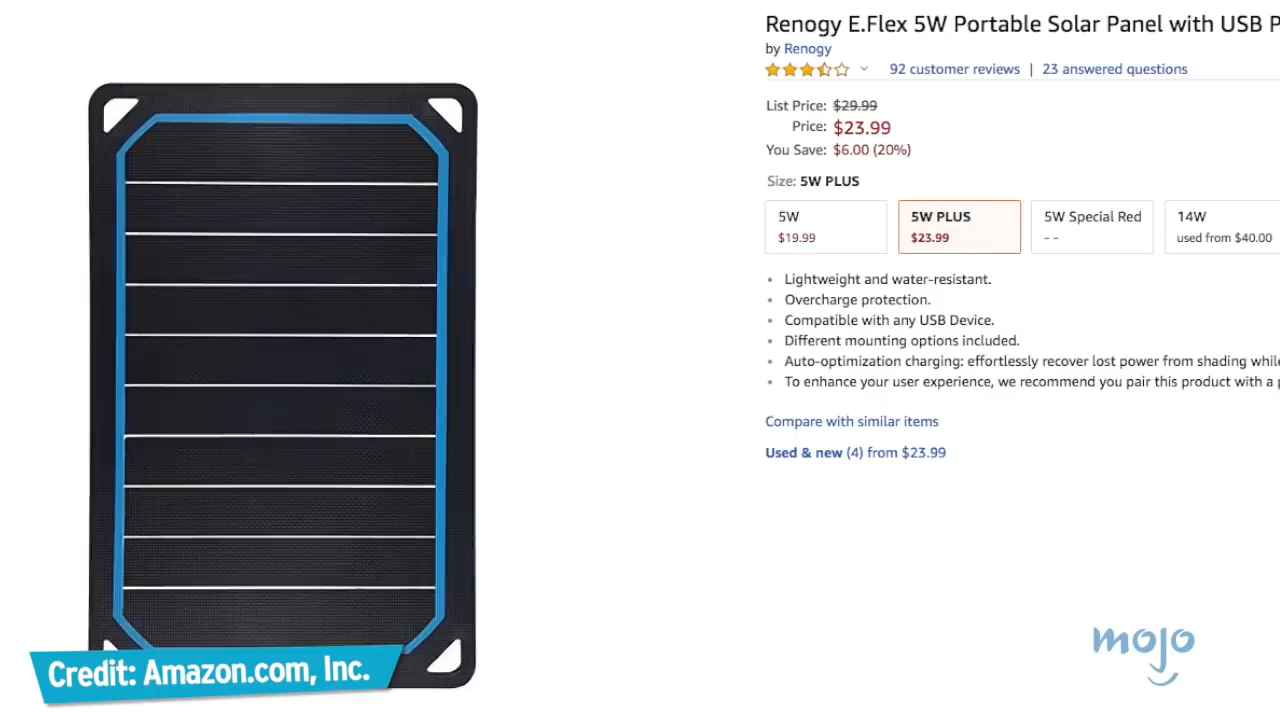 Renogy E.Flex 5W Portable Solar Panel with USB P
by Renogy
92 customer reviews | 23 answered questions
List Price: $29.99
Price: $23.99
You Save: $6.00 (20%)
Size: 5W PLUS
5W 5W PLUS 5W Special Red 14W
$19.99 $23.99 -- used from $40.00
• Lightweight and water-resistant.
• Overcharge protection.
• Compatible with any USB Device.
• Different mounting options included.
• Auto-optimization charging: effortlessly recover lost power from shading while
• To enhance your user experience, we recommend you pair this product with a p
Compare with similar items
Used & new (4) from $23.99
Credit: Amazon.com, Inc.
mojo